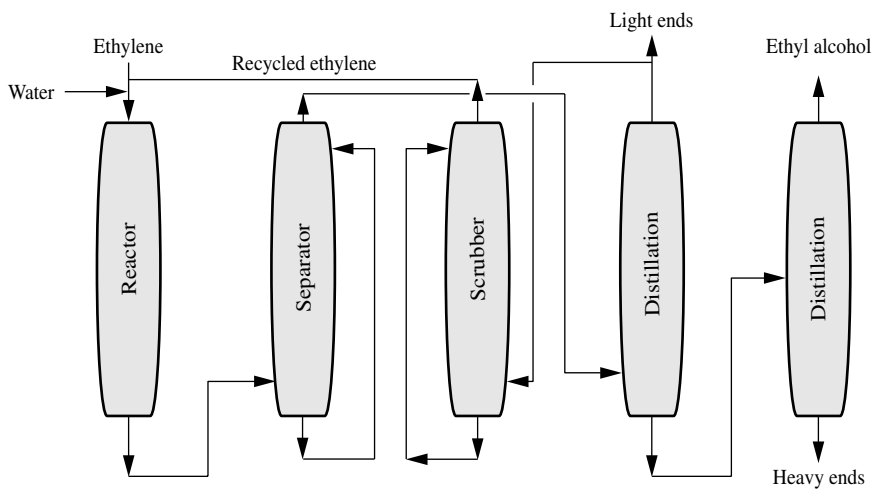 Light ends
Ethylene
Ethyl alcohol
Recycled ethylene
Water
Reactor
Separator
Scrubber
Distillation
Distillation
Heavy ends